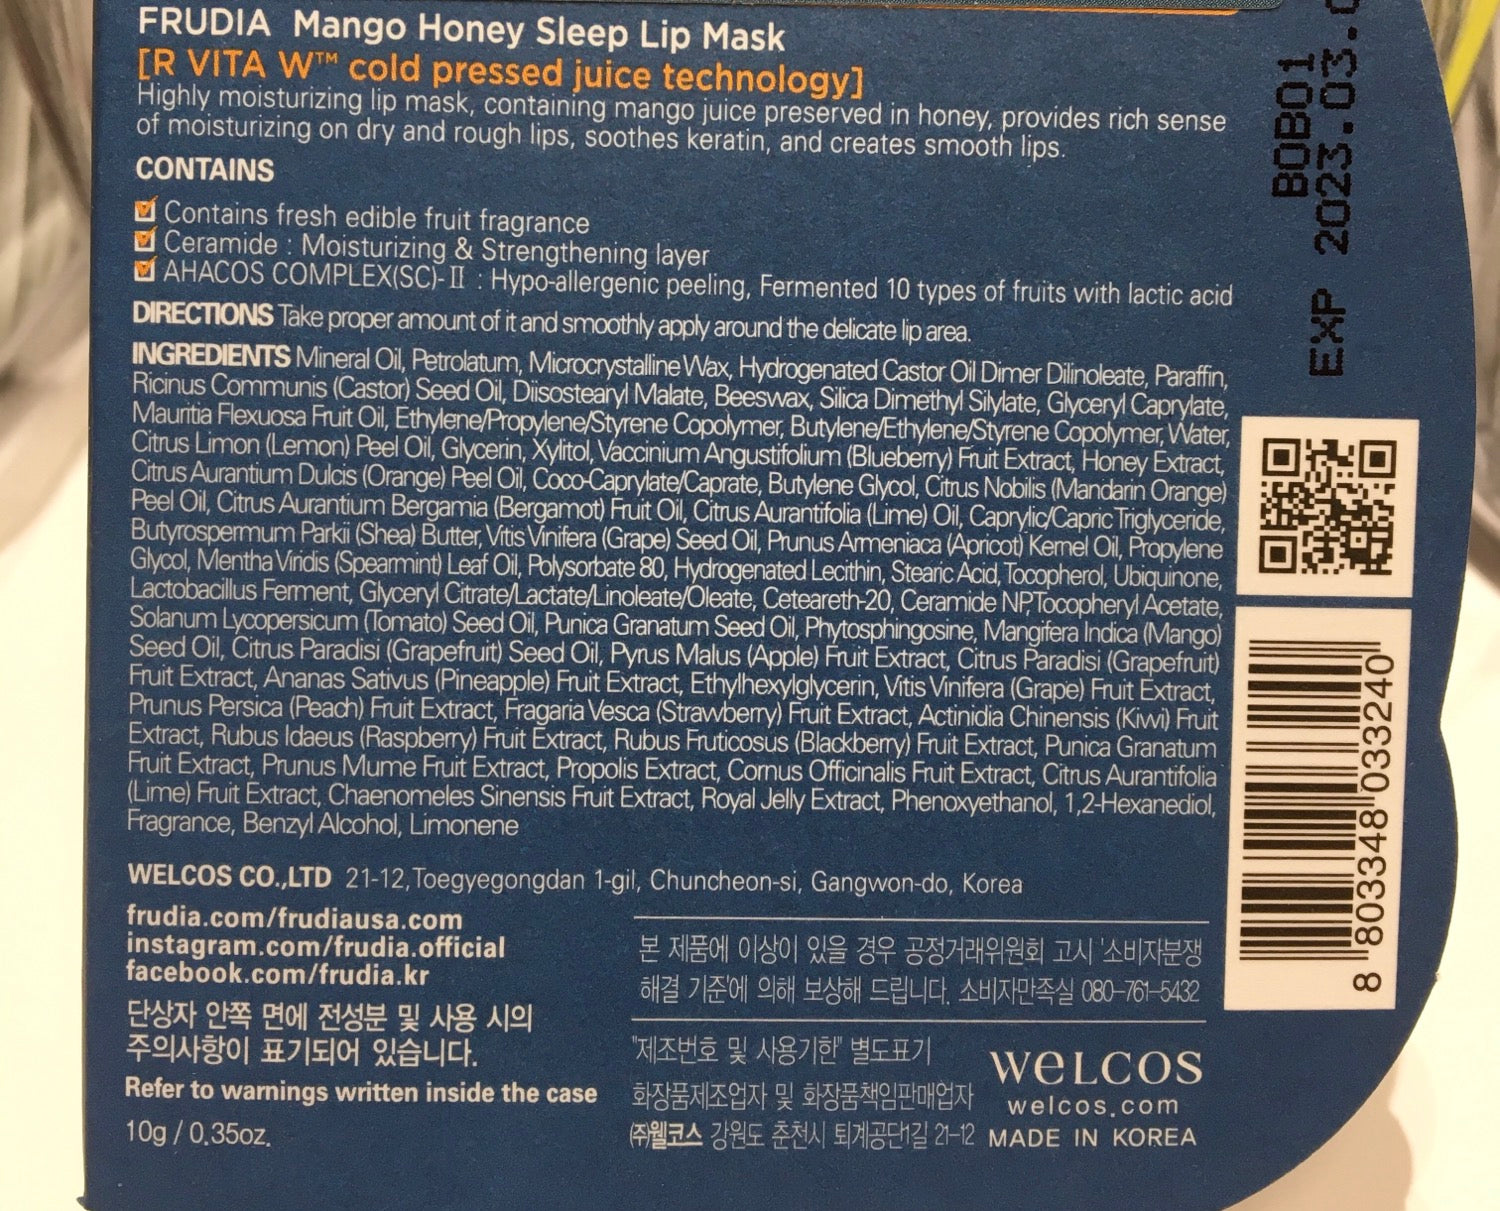 FRUDIA Mango Honey Sleep Lip Mask
[R VITA W™ cold pressed juice technology]
Highly moisturizing lip mask, containing mango juice preserved in honey, provides rich sense
of moisturizing on dry and rough lips, soothes keratin, and creates smooth lips.
CONTAINS
Contains fresh edible fruit fragrance
Ceramide : Moisturizing & Strengthening layer
AHACOS COMPLEX(SC)-Ⅱ : Hypo-allergenic peeling, Fermented 10 types of fruits with lactic acid
DIRECTIONS Take proper amount of it and smoothly apply around the delicate lip area.
INGREDIENTS Mineral Oil, Petrolatum, Microcrystalline Wax, Hydrogenated Castor Oil Dimer Dilinoleate, Paraffin,
Ricinus Communis (Castor) Seed Oil, Diisostearyl Malate, Beeswax, Silica Dimethyl Silylate, Glyceryl Caprylate,
Mauritia Flexuosa Fruit Oil, Ethylene/Propylene/Styrene Copolymer, Butylene/Ethylene/Styrene Copolymer, Water,
Citrus Limon (Lemon) Peel Oil, Glycerin, Xylitol, Vaccinium Angustifolium (Blueberry) Fruit Extract, Honey Extract,
Citrus Aurantium Dulcis (Orange) Peel Oil, Coco-Caprylate/Caprate, Butylene Glycol, Citrus Nobilis (Mandarin Orange)
Peel Oil, Citrus Aurantium Bergamia (Bergamot) Fruit Oil, Citrus Aurantifolia (Lime) Oil, Caprylic/Capric Triglyceride,
Butyrospermum Parkii (Shea) Butter, Vitis Vinifera (Grape) Seed Oil, Prunus Armeniaca (Apricot) Kernel Oil, Propylene
Glycol, Mentha Viridis (Spearmint) Leaf Oil, Polysorbate 80, Hydrogenated Lecithin, Stearic Acid, Tocopherol, Ubiquinone,
Lactobacillus Ferment, Glyceryl Citrate/Lactate/Linoleate/Oleate, Ceteareth-20, Ceramide NP,Tocopheryl Acetate,
Solanum Lycopersicum (Tomato) Seed Oil, Punica Granatum Seed Oil, Phytosphingosine, Mangifera Indica (Mango)
Seed Oil, Citrus Paradisi (Grapefruit) Seed Oil, Pyrus Malus (Apple) Fruit Extract, Citrus Paradisi (Grapefruit)
Fruit Extract, Ananas Sativus (Pineapple) Fruit Extract, Ethylhexylglycerin, Vitis Vinifera (Grape) Fruit Extract,
Prunus Persica (Peach) Fruit Extract, Fragaria Vesca (Strawberry) Fruit Extract, Actinidia Chinensis (Kiwi) Fruit
Extract, Rubus Idaeus (Raspberry) Fruit Extract, Rubus Fruticosus (Blackberry) Fruit Extract, Punica Granatum
Fruit Extract, Prunus Mume Fruit Extract, Propolis Extract, Cornus Officinalis Fruit Extract, Citrus Aurantifolia
(Lime) Fruit Extract, Chaenomeles Sinensis Fruit Extract, Royal Jelly Extract, Phenoxyethanol, 1,2-Hexanediol,
Fragrance, Benzyl Alcohol, Limonene
WELCOS CO.,LTD 21-12,Toegyegongdan 1-gil, Chuncheon-si, Gangwon-do, Korea
frudia.com/frudiausa.com
instagram.com/frudia.official
facebook.com/frudia.kr
단상자 안쪽 면에 전성분 및 사용 시의
주의사항이 표기되어 있습니다.
Refer to warnings written inside the case
10g / 0.35oz.
본 제품에 이상이 있을 경우 공정거래위원회 고시 '소비자분쟁
해결 기준'에 의해 보상해 드립니다. 소비자만족실 080-761-5432
"제조번호 및 사용기한" 별도표기
화장품제조업자 및 화장품책임판매업자
㈜웰코스 강원도 춘천시 퇴계공단1길 21-12
WELCOS
welcos.com
MADE IN KOREA
BOBO1
EXP 2023.03.
8 803348 033240